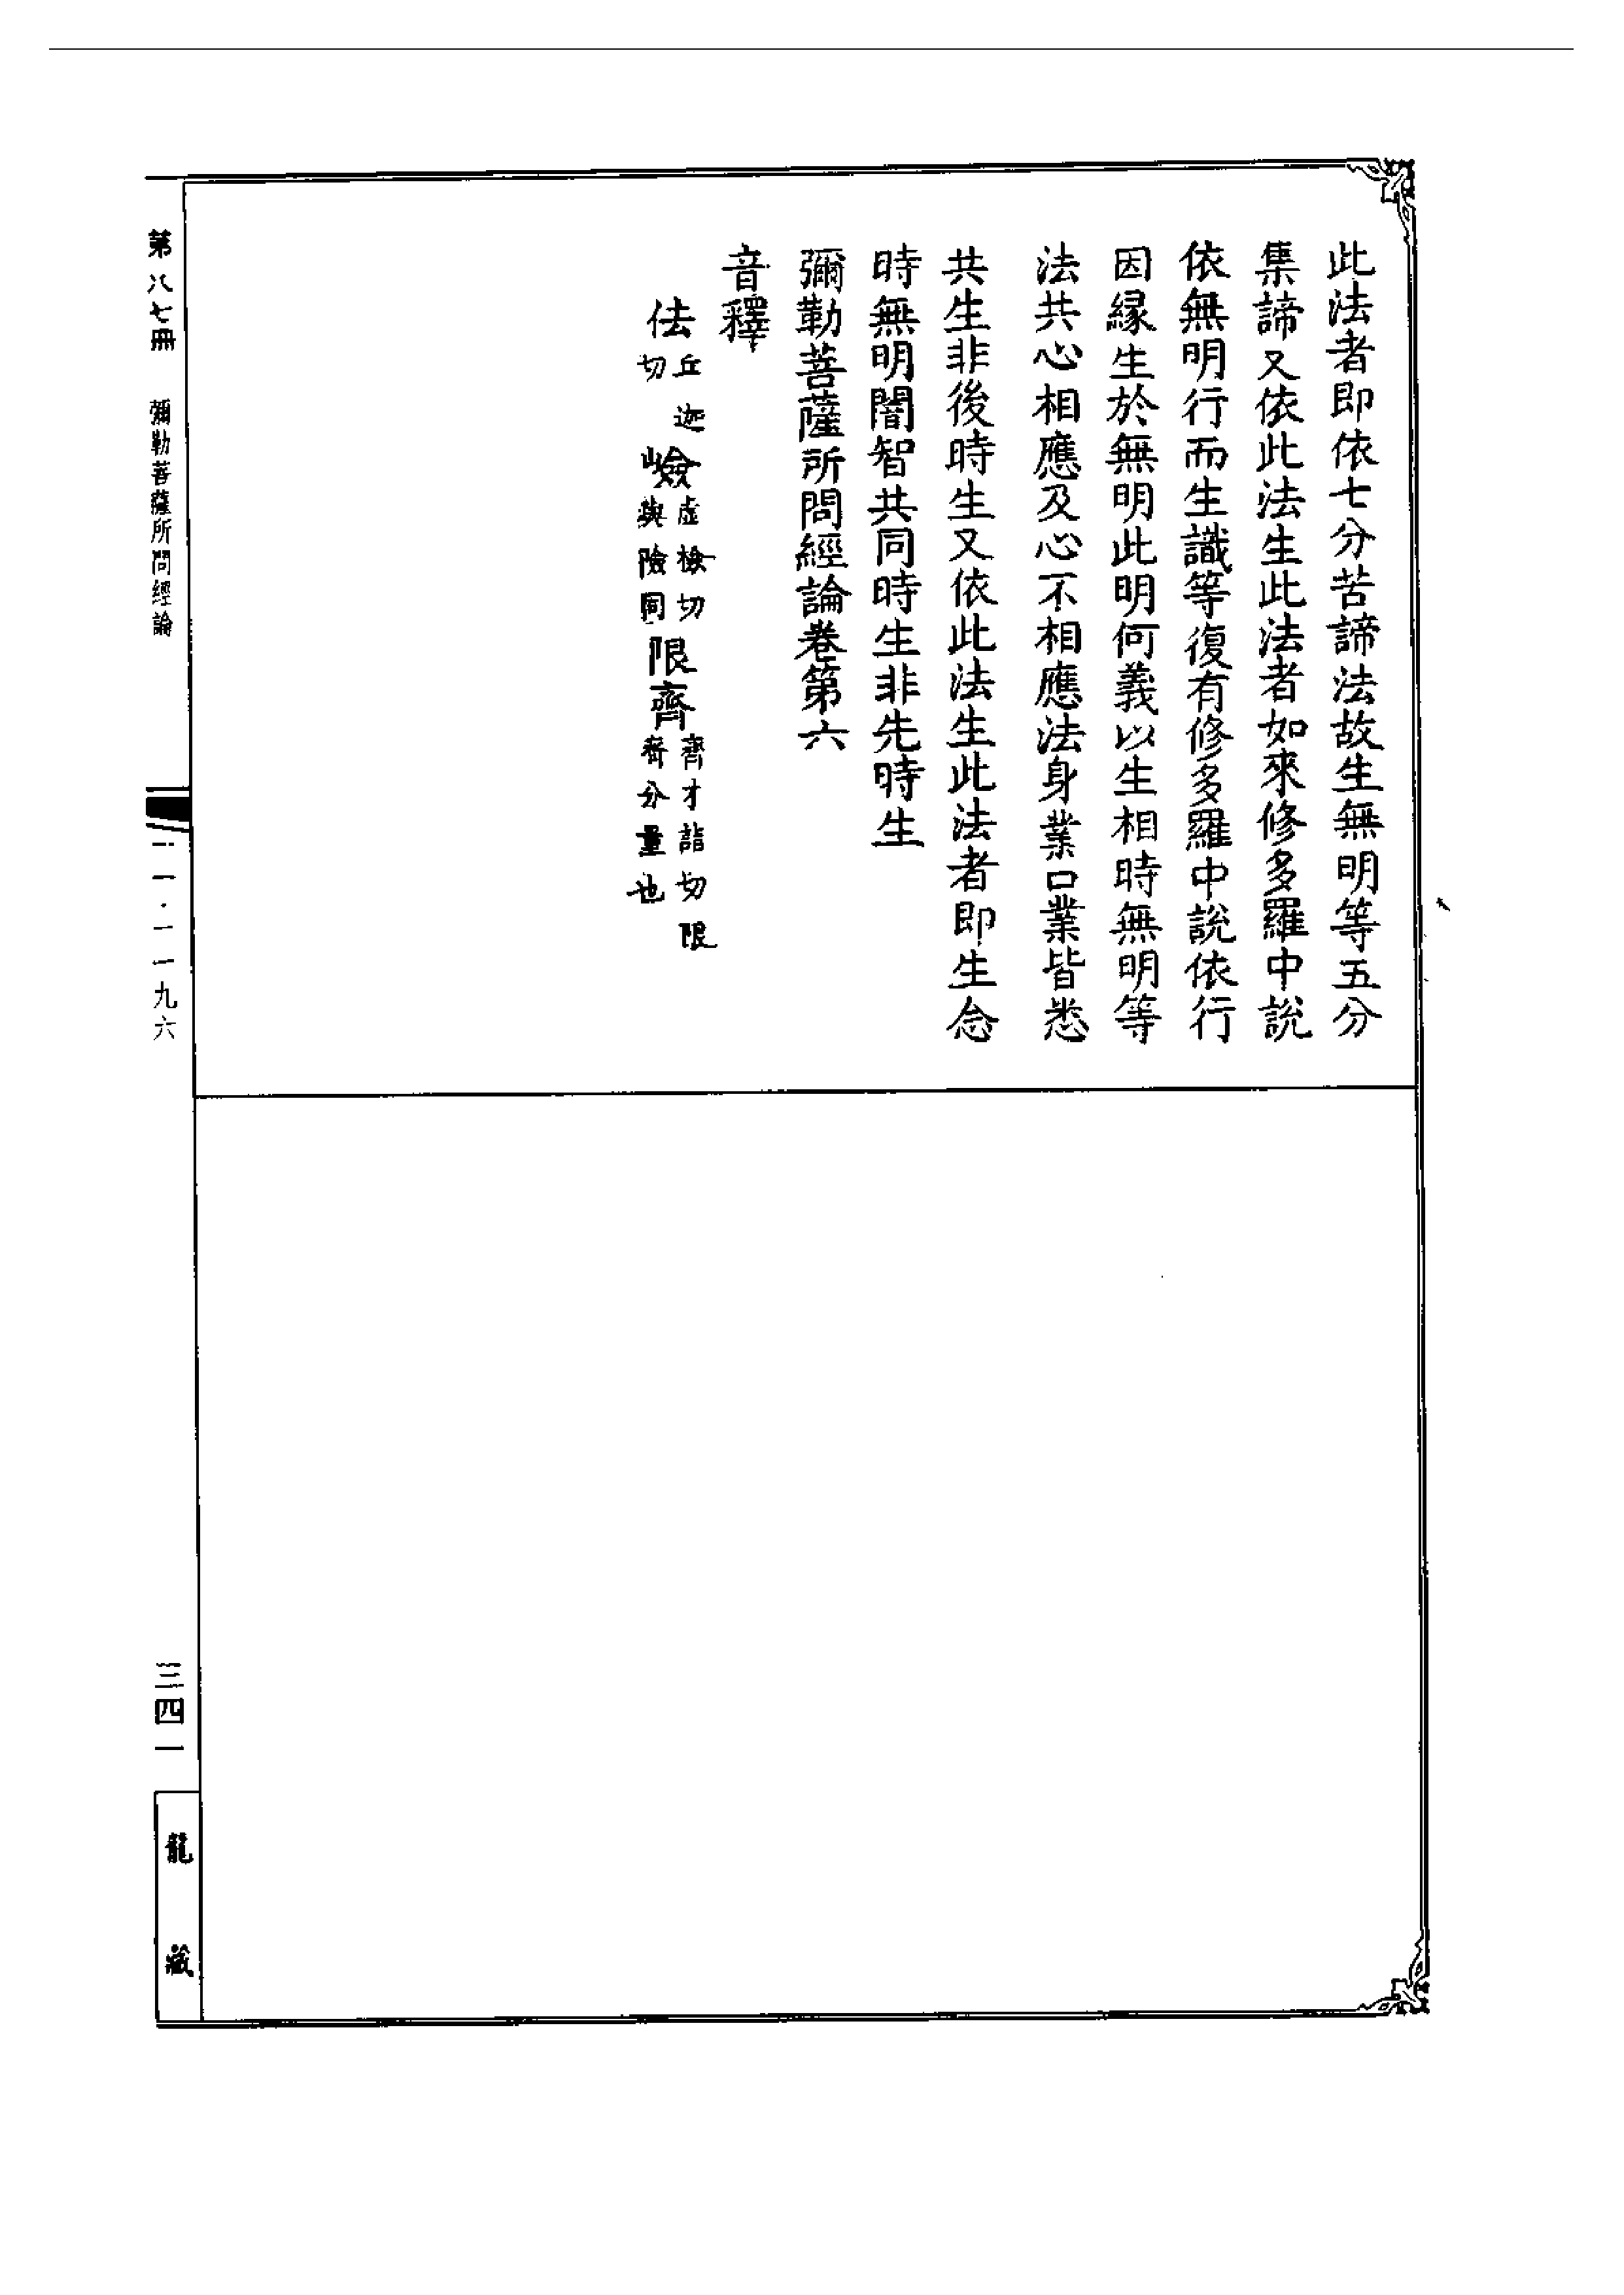 此法者即依七分苦諦法故生無明等五分
集諦又依此法生此法者如來修多羅中說
依無明行而生識等復有修多羅中說依行
因縁生於無明此明何義以生相時無明等
法共心相應及心不相應法身業口業皆悉
共生非後時生又依此法生此法者即生念
時無明闇智共同時生非先時生
彌勒菩薩所問經論卷第六
音釋
佉丘迦切 嶮虛檢切與險同 限齊齊才詣切限齊分量也
第八七冊 彌勒菩薩所問經論
一一九六
三四一
龍藏